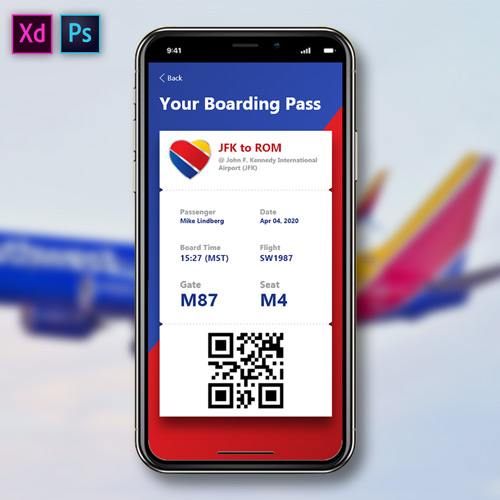 Xd Ps
9:41
Back
Your Boarding Pass
JFK to ROM
@ John F. Kennedy International
Airport (JFK)
Passenger Date
Mike Lindberg Apr 04, 2020
Board Time Flight
15:27 (MST) SW1987
Gate Seat
M87 M4